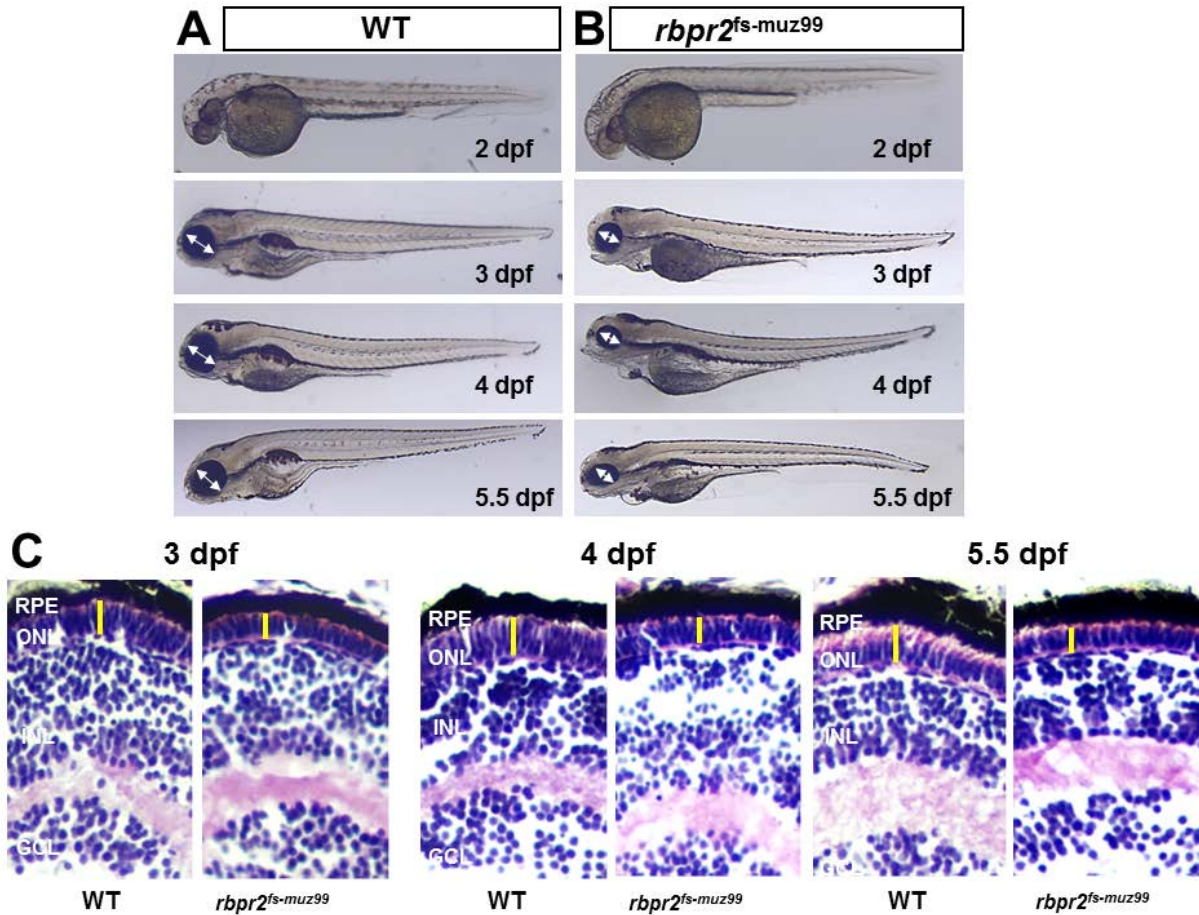 A WT B rbpr2fs-muz99
2 dpf 2 dpf
3 dpf 3 dpf
4 dpf 4 dpf
5.5 dpf 5.5 dpf
C 3 dpf 4 dpf 5.5 dpf
RPE RPE RPE
ONL ONL ONL
INL INL INL
GCL GCL GCL
WT rbpr2fs-muz99 WT rbpr2fs-muz99 WT rbpr2fs-muz99